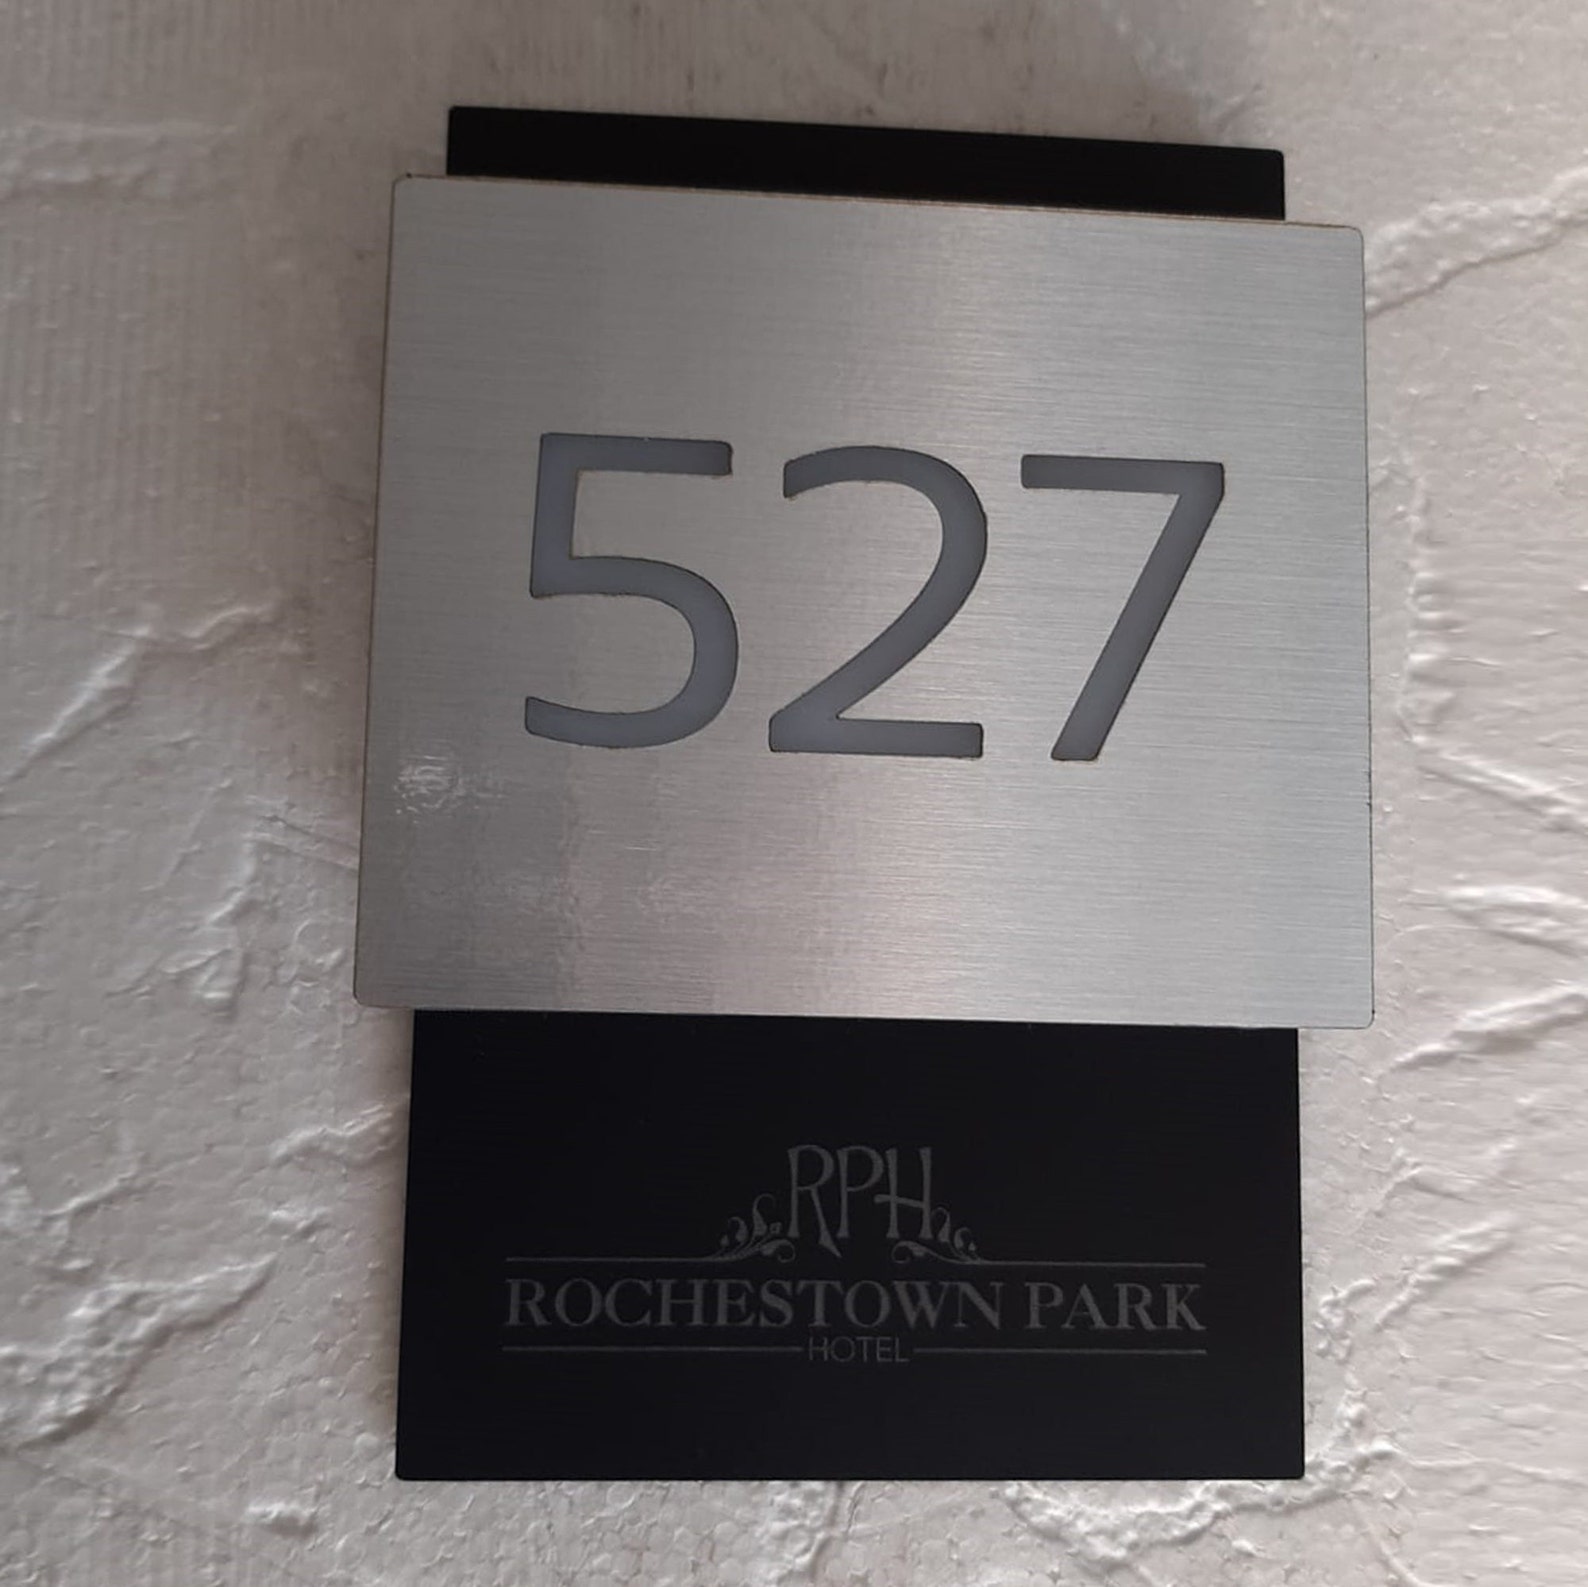 527
RPH
ROCHESTOWN PARK
HOTEL